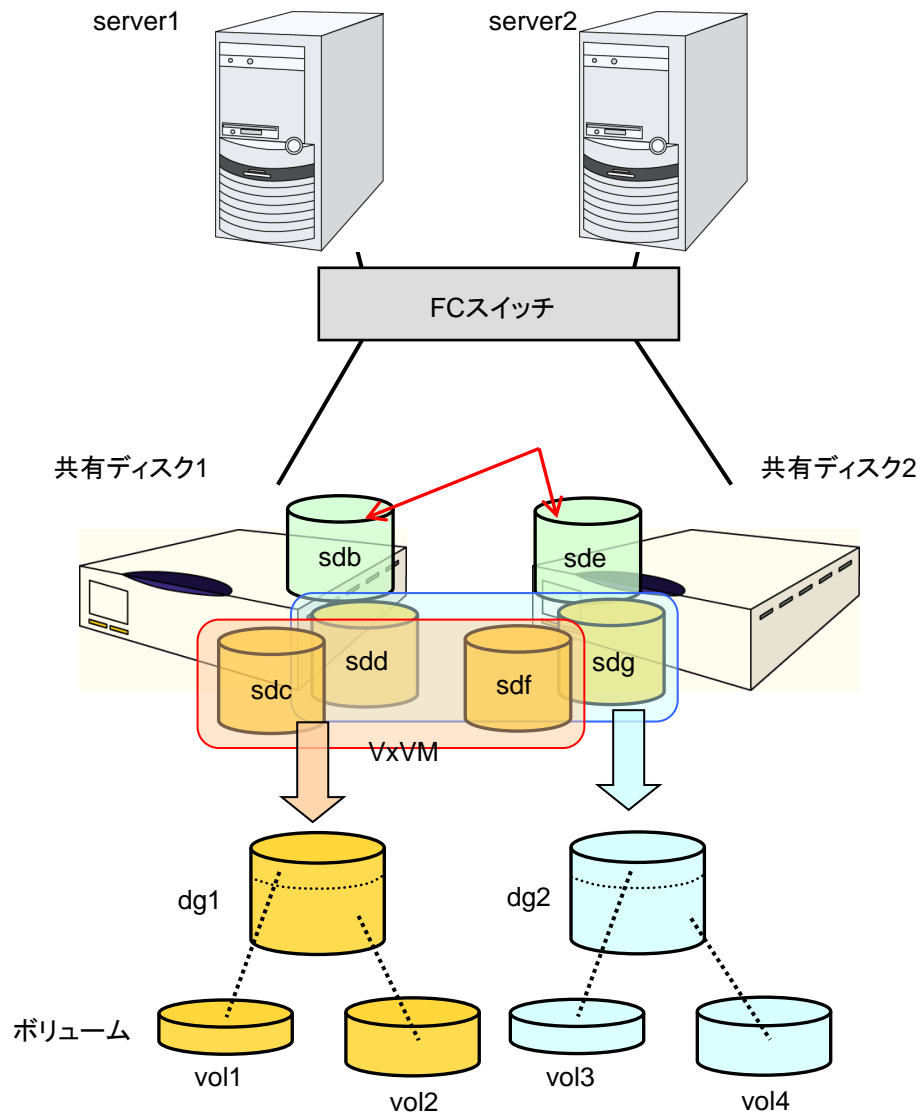 server1
server2
FCスイッチ
共有ディスク1
共有ディスク2
sdb
sde
sdd
sdg
sdc
sdf
VxVM
dg1
dg2
ボリューム
vol1
vol2
vol3
vol4